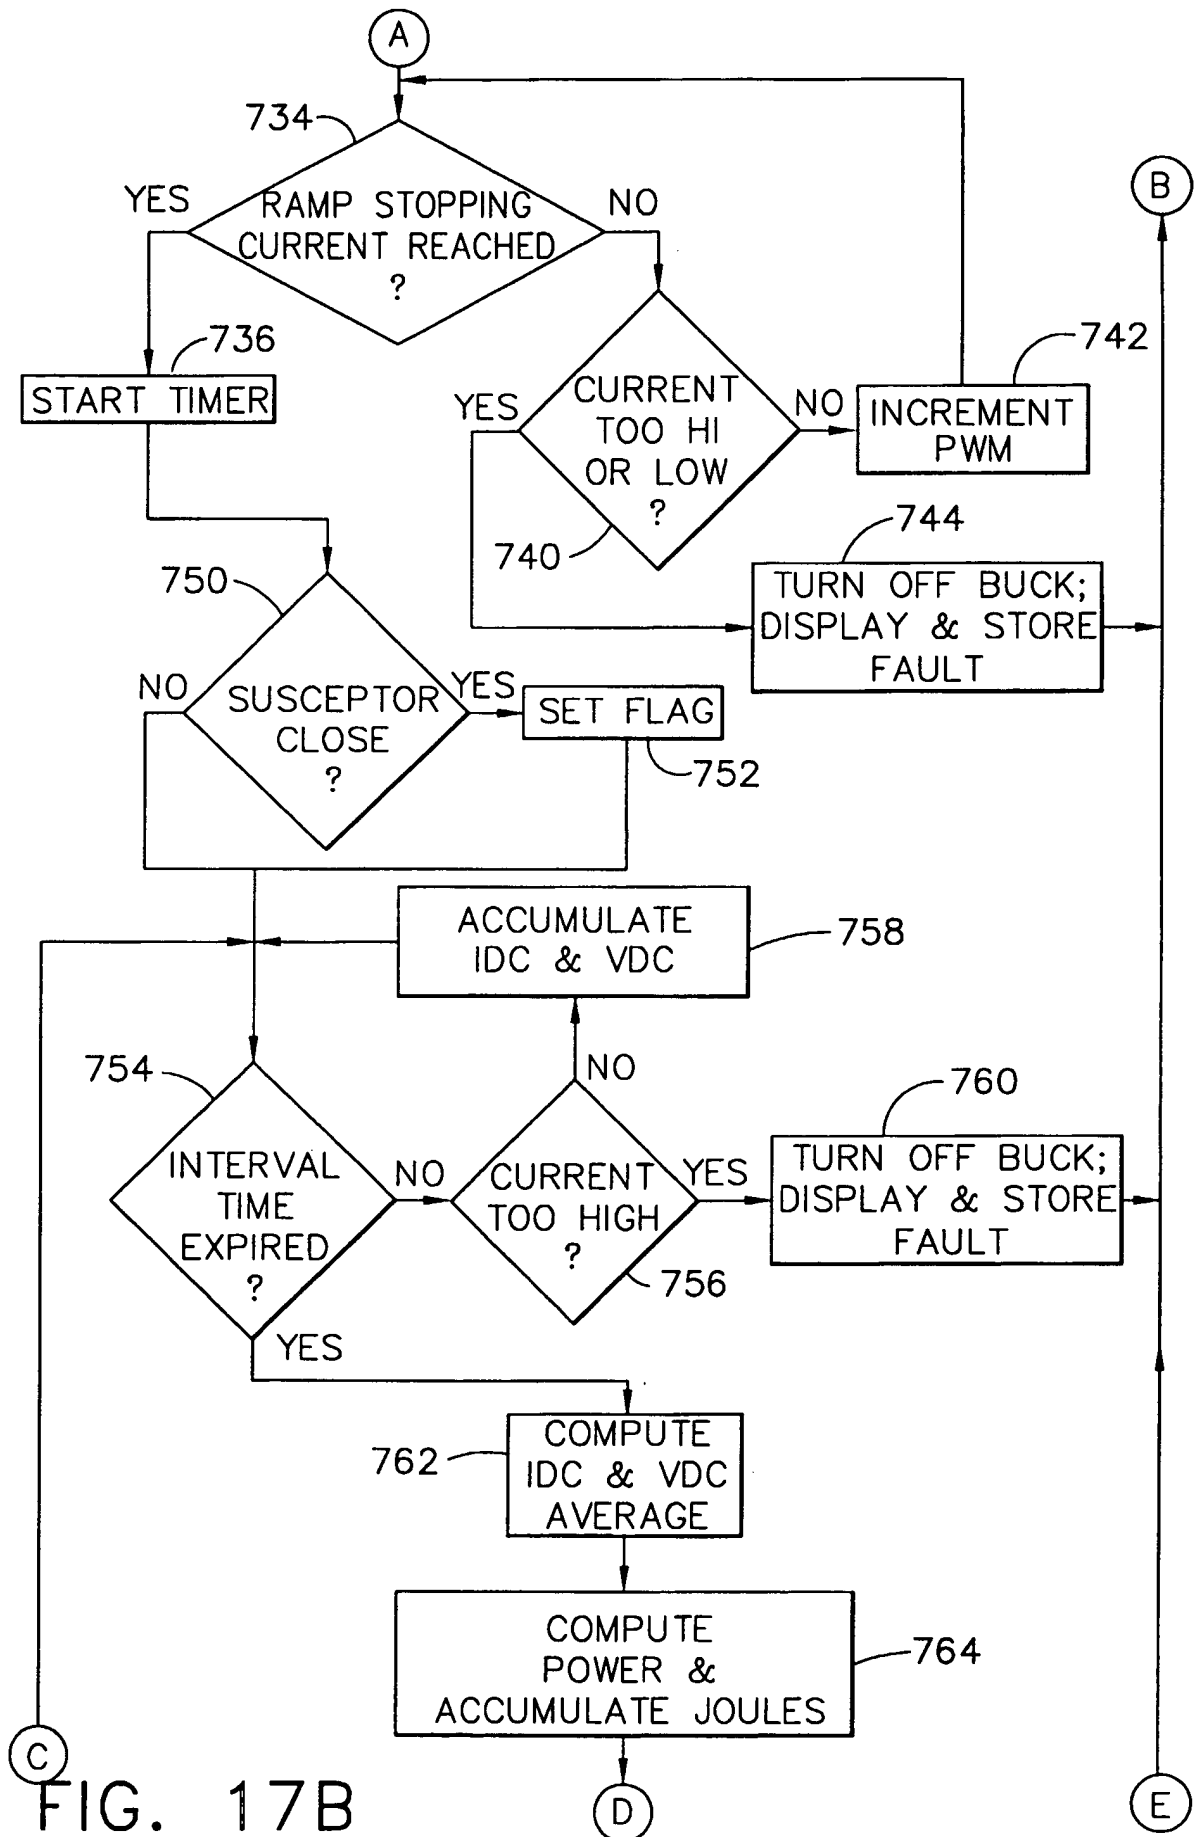 A
734
YES
RAMP STOPPING
CURRENT REACHED
?
NO
B
736
START TIMER
742
CURRENT
TOO HI
OR LOW
?
YES
NO
INCREMENT
PWM
740
744
TURN OFF BUCK;
DISPLAY & STORE
FAULT
750
NO
SUSCEPTOR
CLOSE
?
YES
SET FLAG
752
ACCUMULATE
IDC & VDC
758
754
NO
760
INTERVAL
TIME
EXPIRED
?
NO
CURRENT
TOO HIGH
?
YES
TURN OFF BUCK;
DISPLAY & STORE
FAULT
756
YES
762
COMPUTE
IDC & VDC
AVERAGE
COMPUTE
POWER &
ACCUMULATE JOULES
764
C
D
E
FIG. 17B